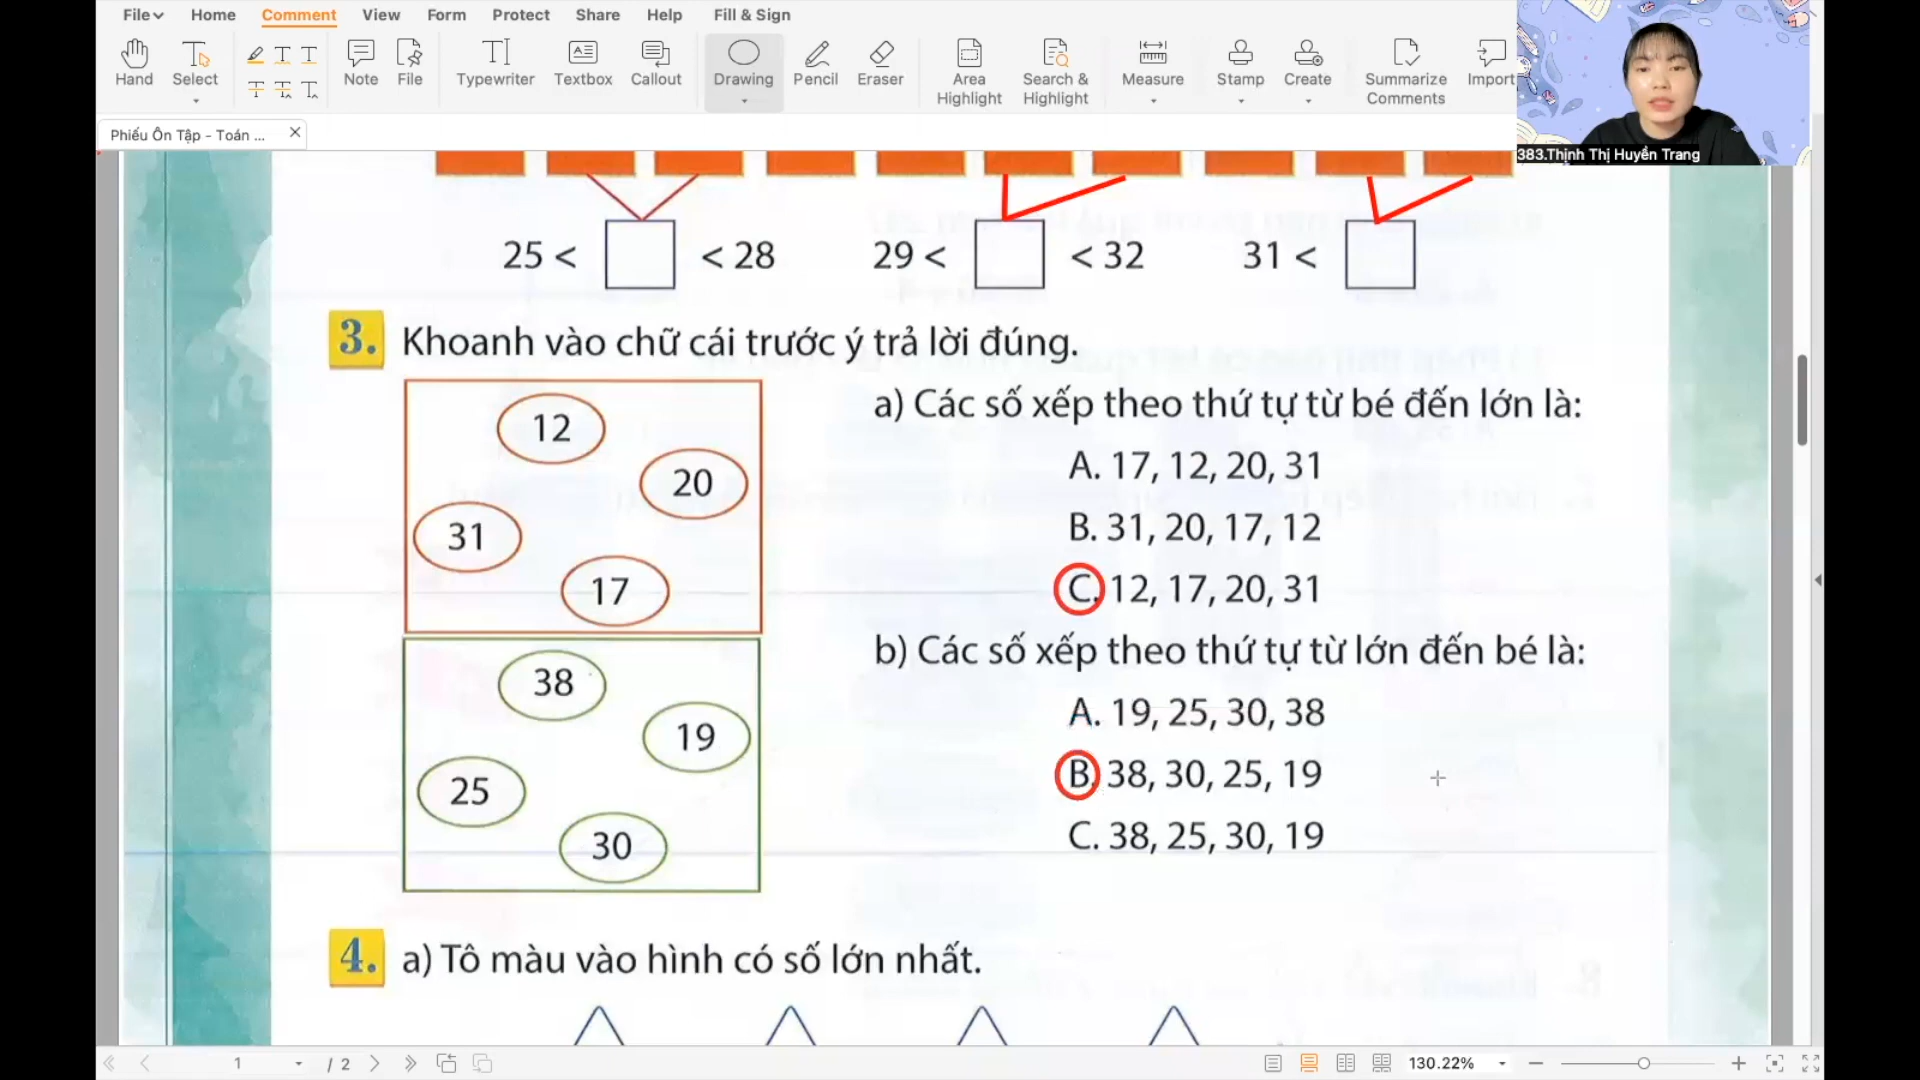 File Home Comment View Form Protect Share Help Fill & Sign
Hand Select Note File Typewriter Textbox Callout Drawing Pencil Eraser Area Highlight Search & Highlight Measure Stamp Create Summarize Comments Import
383.Thịnh Thị Huyền Trang
Phiếu Ôn Tập - Toán ...
25 < < 28 29 < < 32 31 <
3. Khoanh vào chữ cái trước ý trả lời đúng.
12
20
31
17
a) Các số xếp theo thứ tự từ bé đến lớn là:
A. 17, 12, 20, 31
B. 31, 20, 17, 12
C. 12, 17, 20, 31
38
19
25
30
b) Các số xếp theo thứ tự từ lớn đến bé là:
A. 19, 25, 30, 38
B. 38, 30, 25, 19
C. 38, 25, 30, 19
4. a) Tô màu vào hình có số lớn nhất.
1 / 2 130.22%